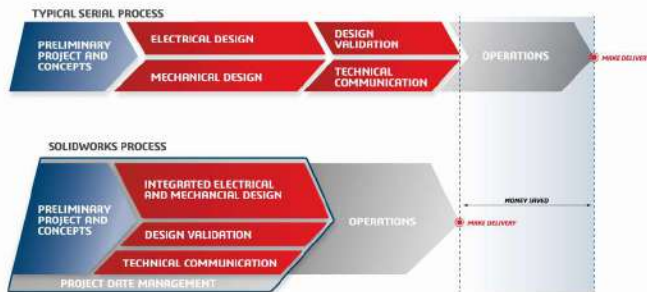 TYPICAL SERIAL PROCESS
PRELIMINARY
PROJECT AND
CONCEPTS
ELECTRICAL DESIGN
MECHANICAL DESIGN
DESIGN
VALIDATION
TECHNICAL
COMMUNICATION
OPERATIONS
MAKE DELIVER
SOLIDWORKS PROCESS
PRELIMINARY
PROJECT AND
CONCEPTS
INTEGRATED ELECTRICAL
AND MECHANCIAL DESIGN
DESIGN VALIDATION
TECHNICAL COMMUNICATION
PROJECT DATE MANAGEMENT
OPERATIONS
MAKE DELIVERY
MONEY SAVED